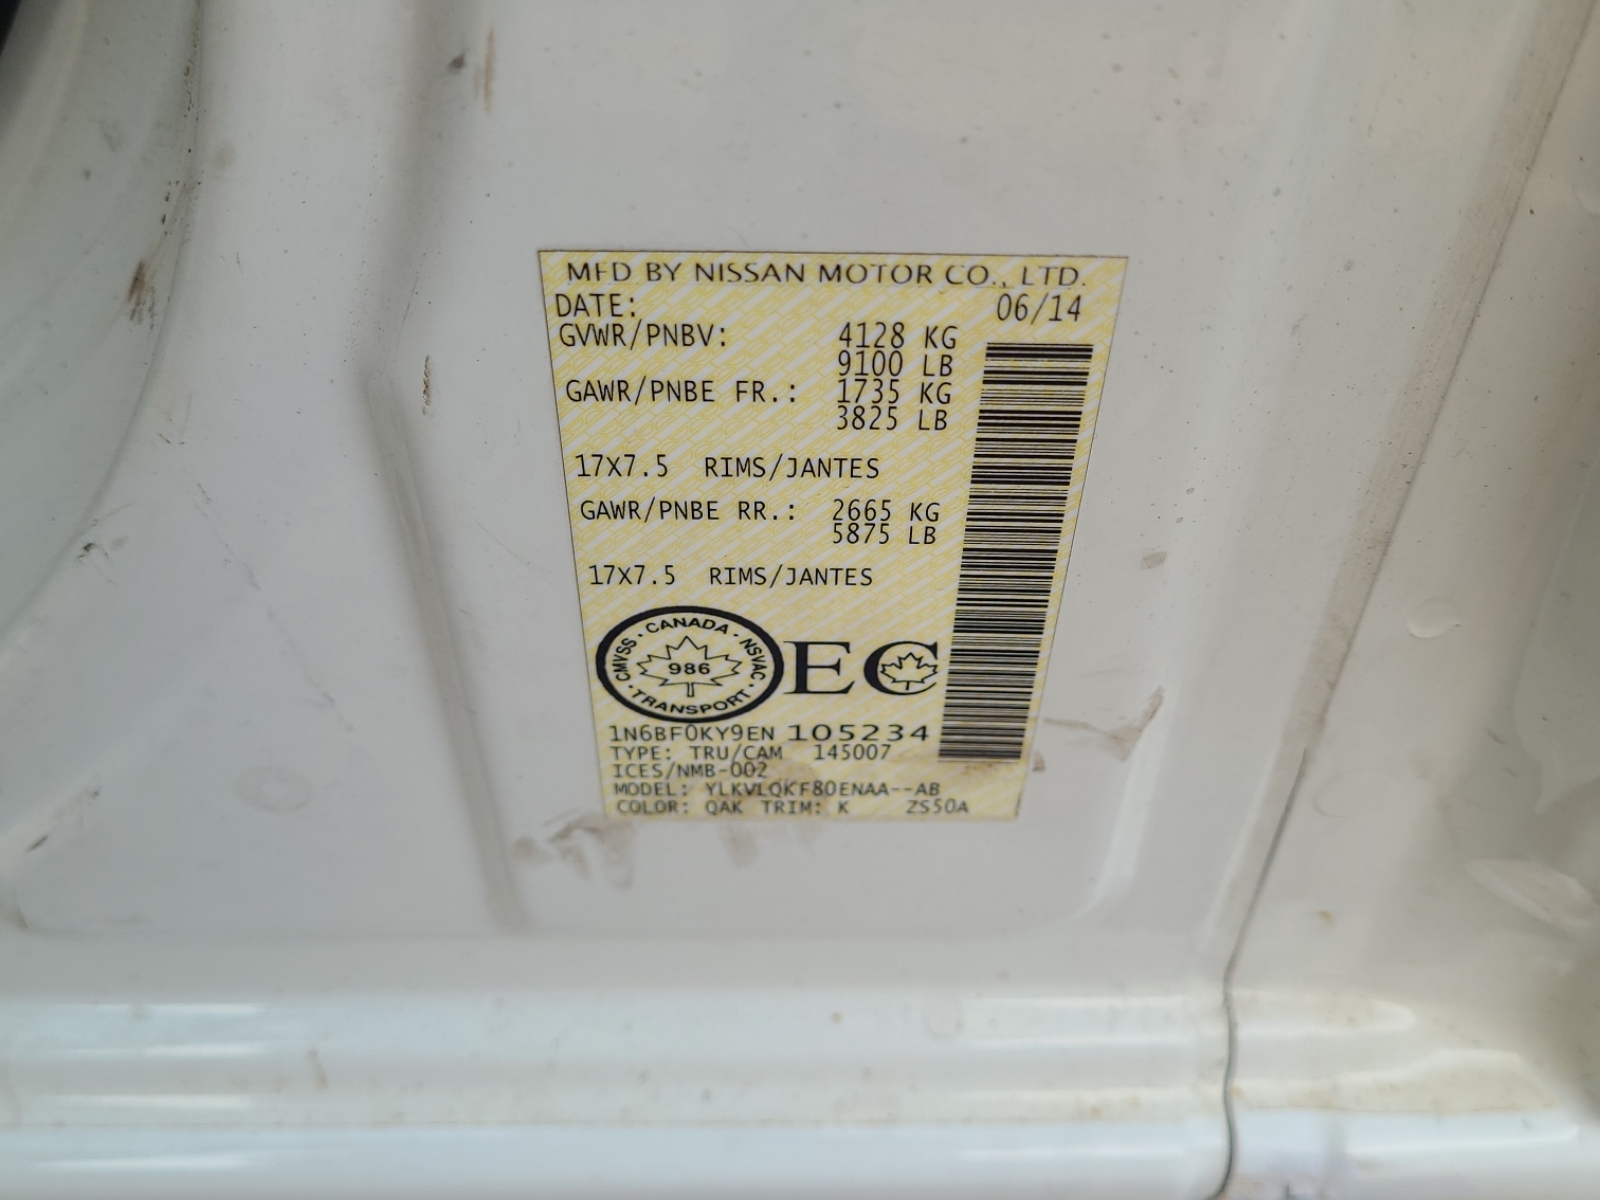 MFD BY NISSAN MOTOR CO., LTD.
DATE: 06/14
GVWR/PNBV: 4128 KG
9100 LB
GAWR/PNBE FR.: 1735 KG
3825 LB
17X7.5 RIMS/JANTES
GAWR/PNBE RR.: 2665 KG
5875 LB
17X7.5 RIMS/JANTES
CANADA · NSVAC · TRANSPORT · CMVSS ·
986
EC
1N6BF0KY9EN 105234
TYPE: TRU/CAM 145007
ICES/NMB-002
MODEL: YLKVLQKF80ENAA--AB
COLOR: QAK TRIM: K ZS50A